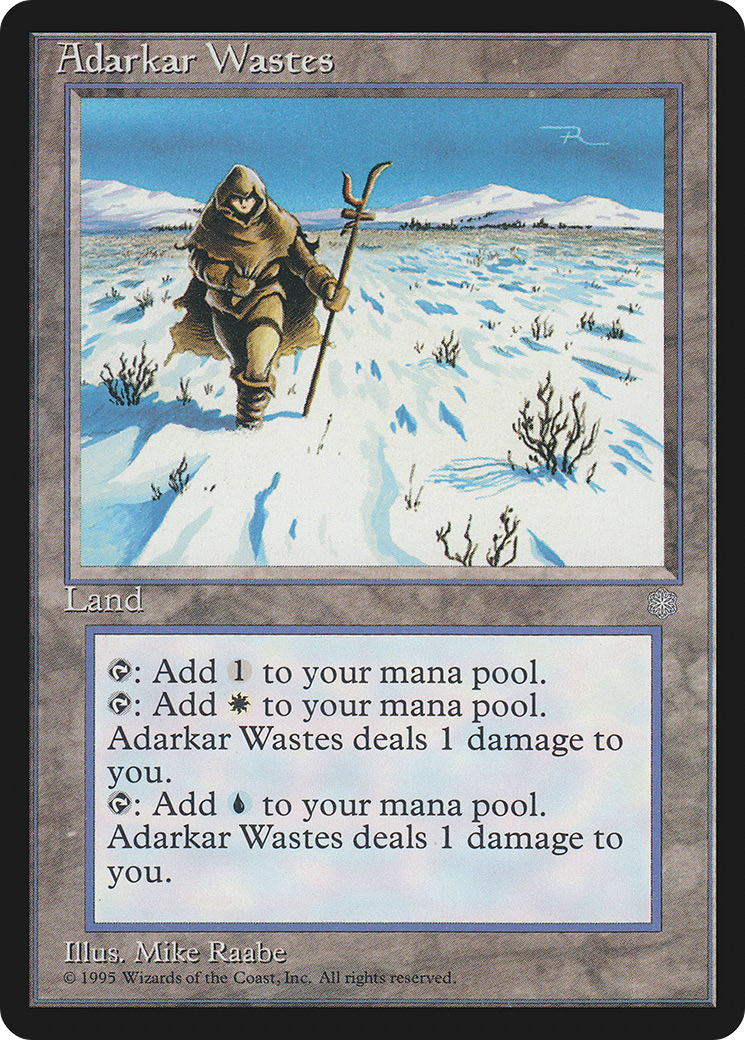 Adarkar Wastes
Land
: Add 1 to your mana pool.
: Add to your mana pool.
Adarkar Wastes deals 1 damage to
you.
: Add to your mana pool.
Adarkar Wastes deals 1 damage to
you.
Illus. Mike Raabe
© 1995 Wizards of the Coast, Inc. All rights reserved.